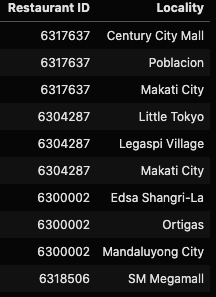 Restaurant ID Locality
6317637 Century City Mall
6317637 Poblacion
6317637 Makati City
6304287 Little Tokyo
6304287 Legaspi Village
6304287 Makati City
6300002 Edsa Shangri-La
6300002 Ortigas
6300002 Mandaluyong City
6318506 SM Megamall